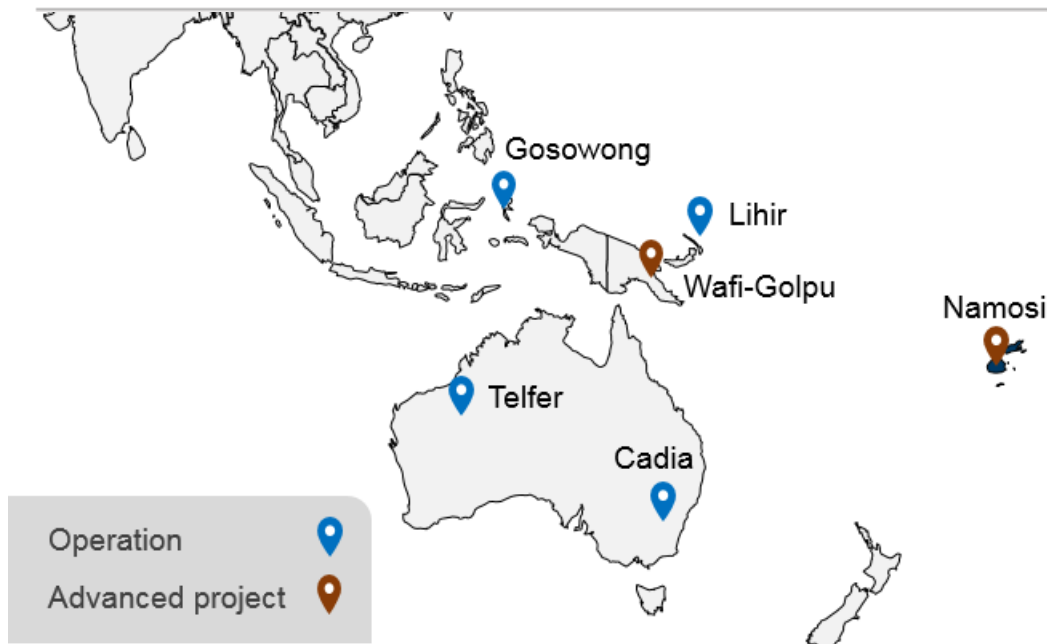 Gosowong
Lihir
Wafi-Golpu
Namosi
Telfer
Cadia
Operation
Advanced project